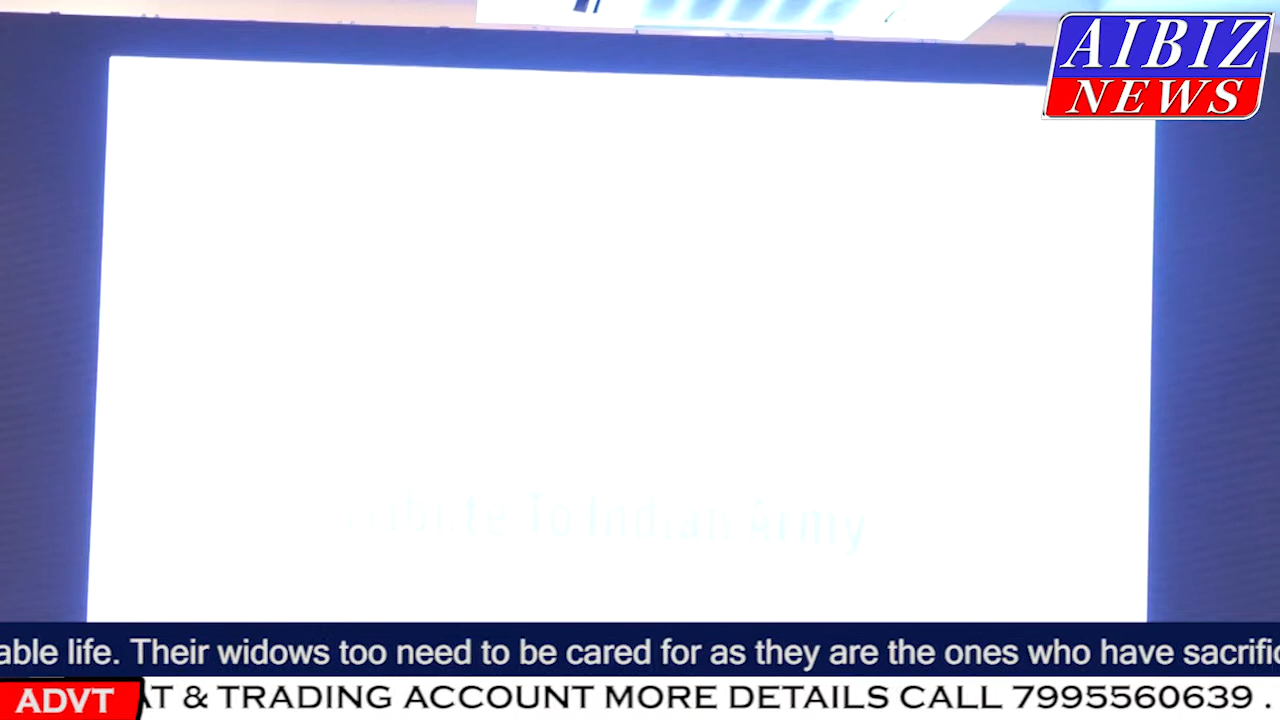 AIBIZ
NEWS
Tribute To Indian Army
able life. Their widows too need to be cared for as they are the ones who have sacrific
ADVT
AT & TRADING ACCOUNT MORE DETAILS CALL 7995560639 .